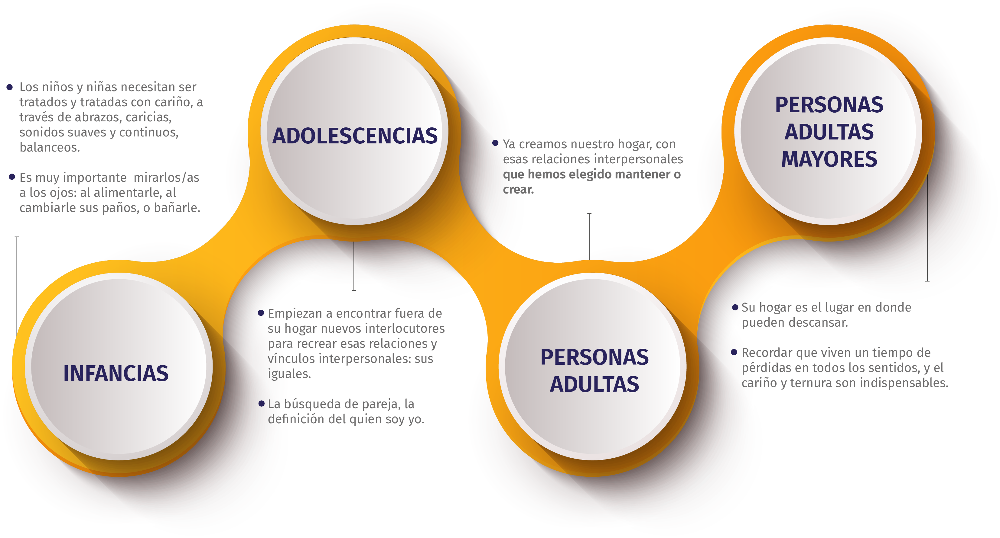 Los niños y niñas necesitan ser
tratados y tratadas con cariño, a
través de abrazos, caricias,
sonidos suaves y continuos,
balanceos.
Es muy importante  mirarlos/as
a los ojos: al alimentarle, al
cambiarle sus paños, o bañarle.
INFANCIAS
ADOLESCENCIAS
Empiezan a encontrar fuera de
su hogar nuevos interlocutores
para recrear esas relaciones y
vínculos interpersonales: sus
iguales.
La búsqueda de pareja, la
definición del quien soy yo.
Ya creamos nuestro hogar, con
esas relaciones interpersonales
que hemos elegido mantener o
crear.
PERSONAS
ADULTAS
PERSONAS
ADULTAS
MAYORES
Su hogar es el lugar en donde
pueden descansar.
Recordar que viven un tiempo de
pérdidas en todos los sentidos, y el
cariño y ternura son indispensables.